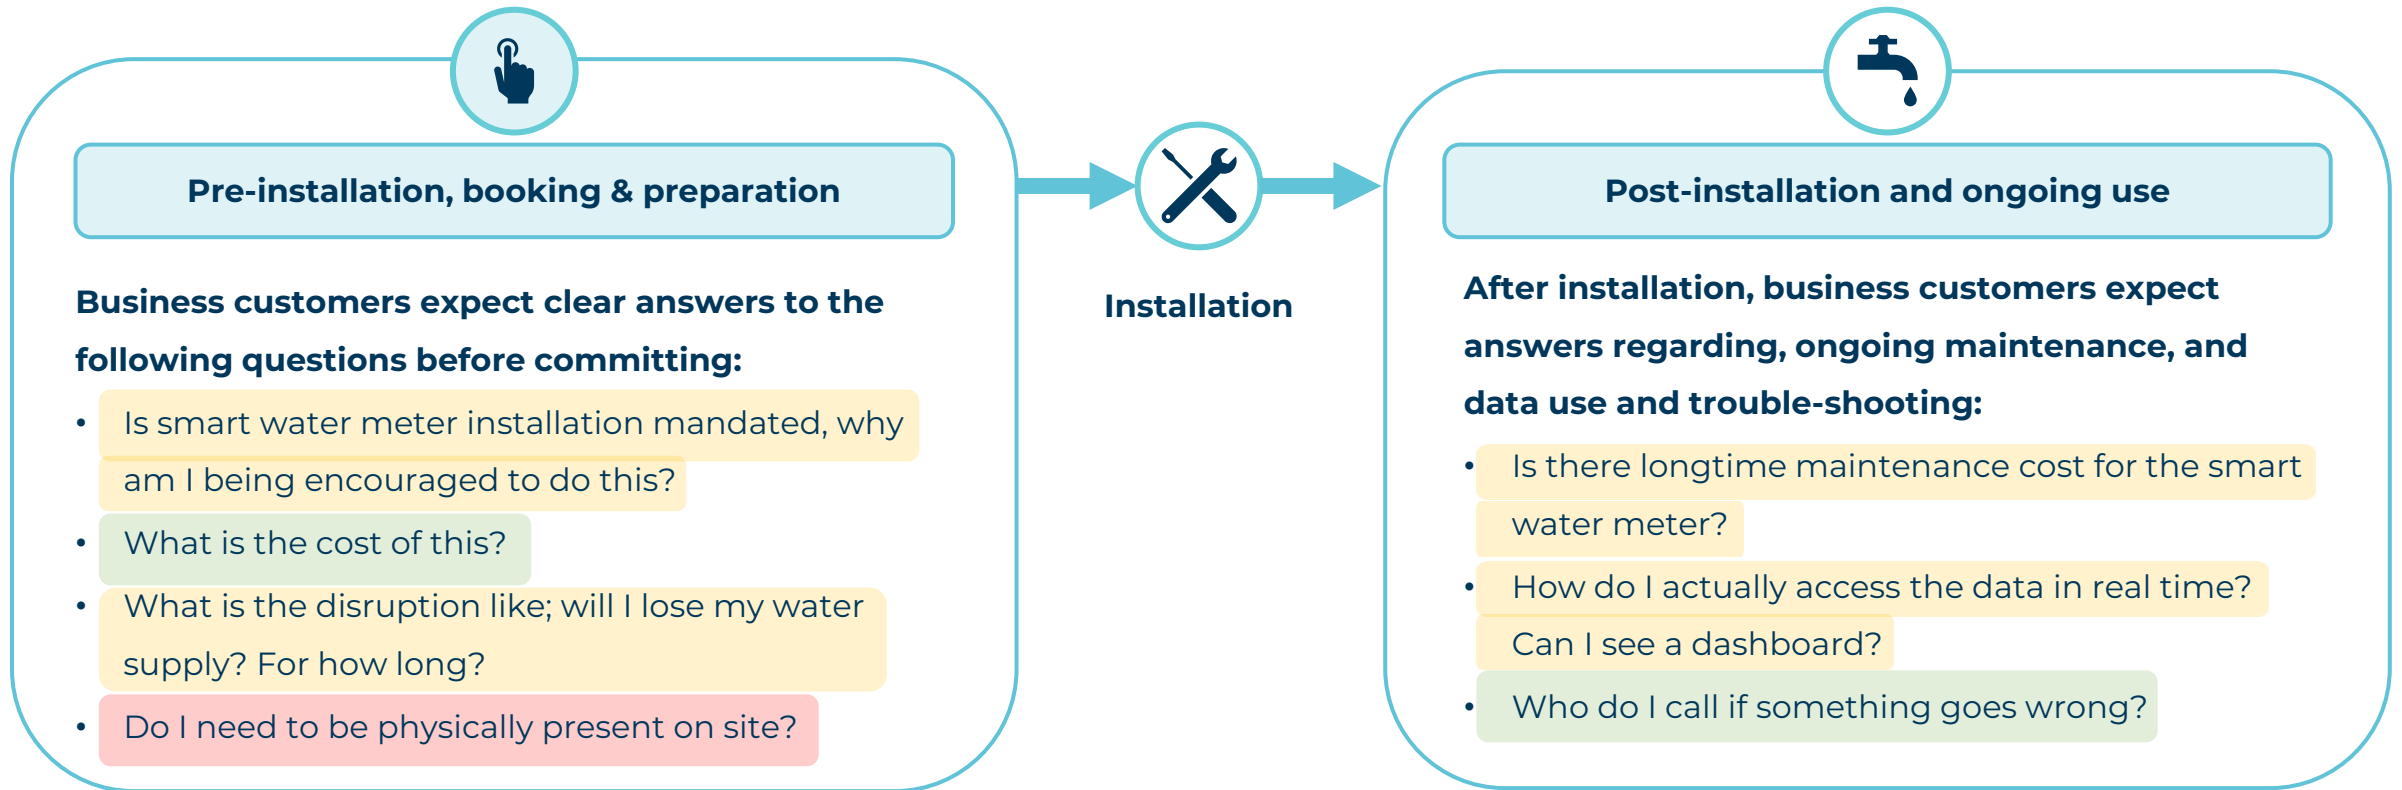 Pre-installation, booking & preparation
Business customers expect clear answers to the
following questions before committing:
• Is smart water meter installation mandated, why
am I being encouraged to do this?
• What is the cost of this?
• What is the disruption like; will I lose my water
supply? For how long?
• Do I need to be physically present on site?
Installation
Post-installation and ongoing use
After installation, business customers expect
answers regarding, ongoing maintenance, and
data use and trouble-shooting:
• Is there longtime maintenance cost for the smart
water meter?
• How do I actually access the data in real time?
Can I see a dashboard?
• Who do I call if something goes wrong?